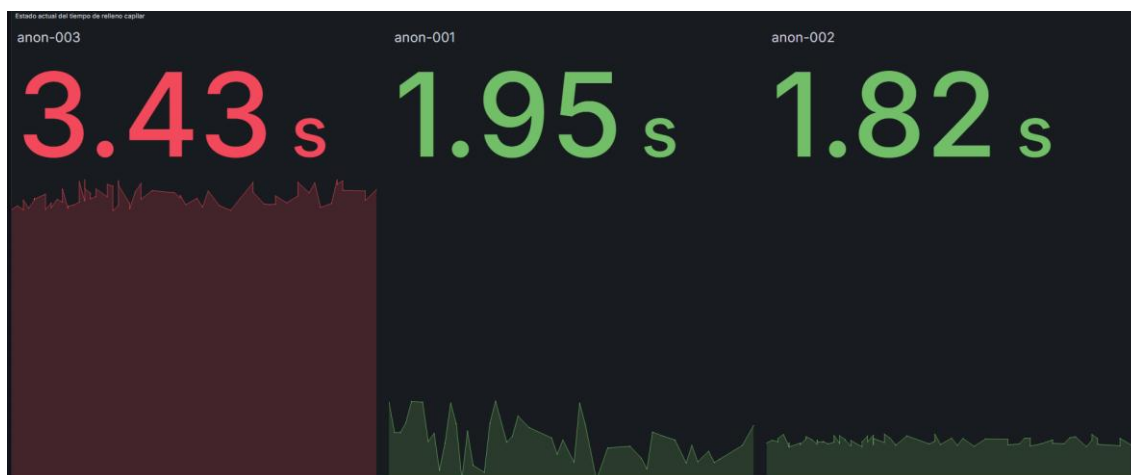 Estado actual del tiempo de relleno capilar
anon-003
3.43 s
anon-001
1.95 s
anon-002
1.82 s